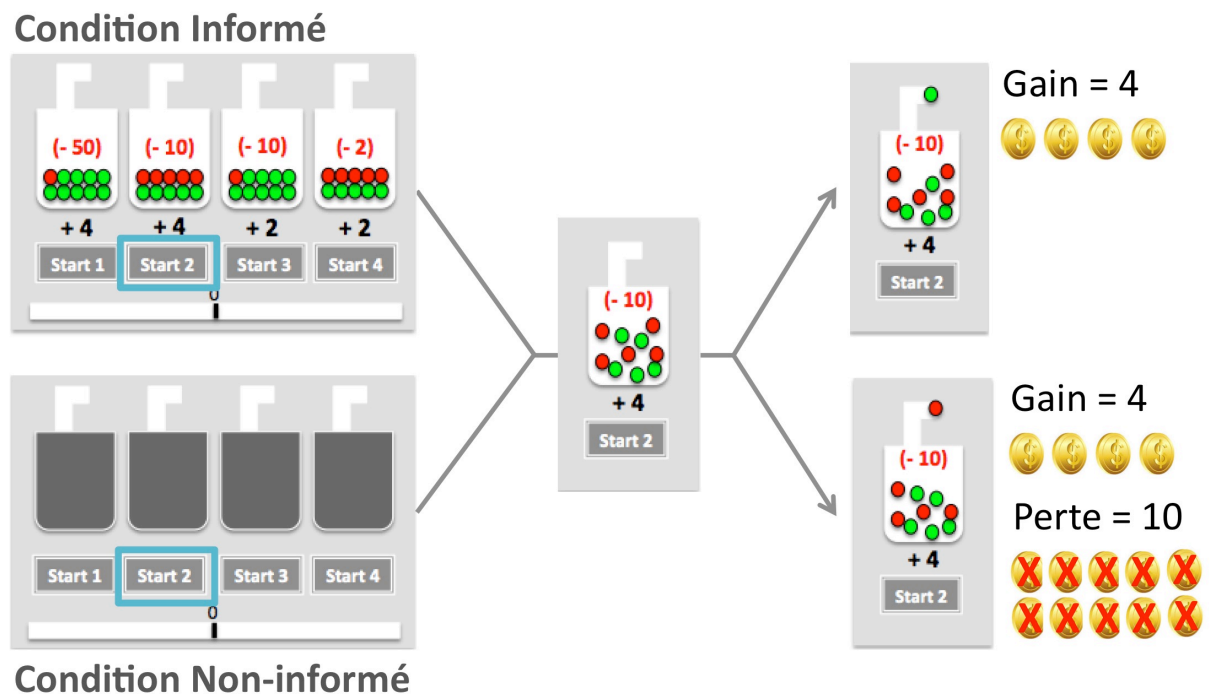 Condition Informé
(- 50) (- 10) (- 10) (- 2)
+ 4 + 4 + 2 + 2
Start 1 Start 2 Start 3 Start 4
0
Start 1 Start 2 Start 3 Start 4
0
Condition Non-informé
(- 10)
+ 4
Start 2
(- 10)
+ 4
Start 2
Gain = 4
(- 10)
+ 4
Start 2
Gain = 4
Perte = 10